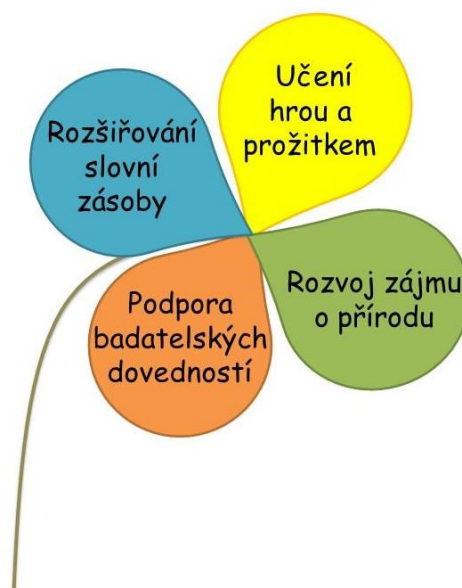 Rozšiřování
slovní
zásoby
Učení
hrou a
prožitkem
Podpora
badatelských
dovedností
Rozvoj zájmu
o přírodu